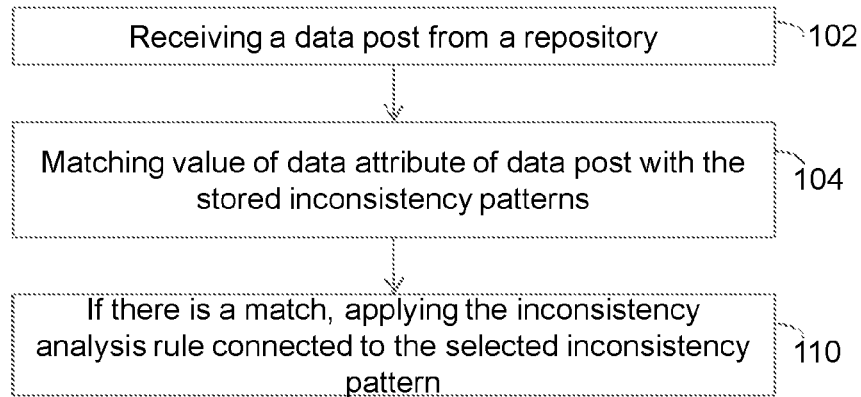 Receiving a data post from a repository
102
Matching value of data attribute of data post with the
stored inconsistency patterns
104
If there is a match, applying the inconsistency
analysis rule connected to the selected inconsistency
pattern
110